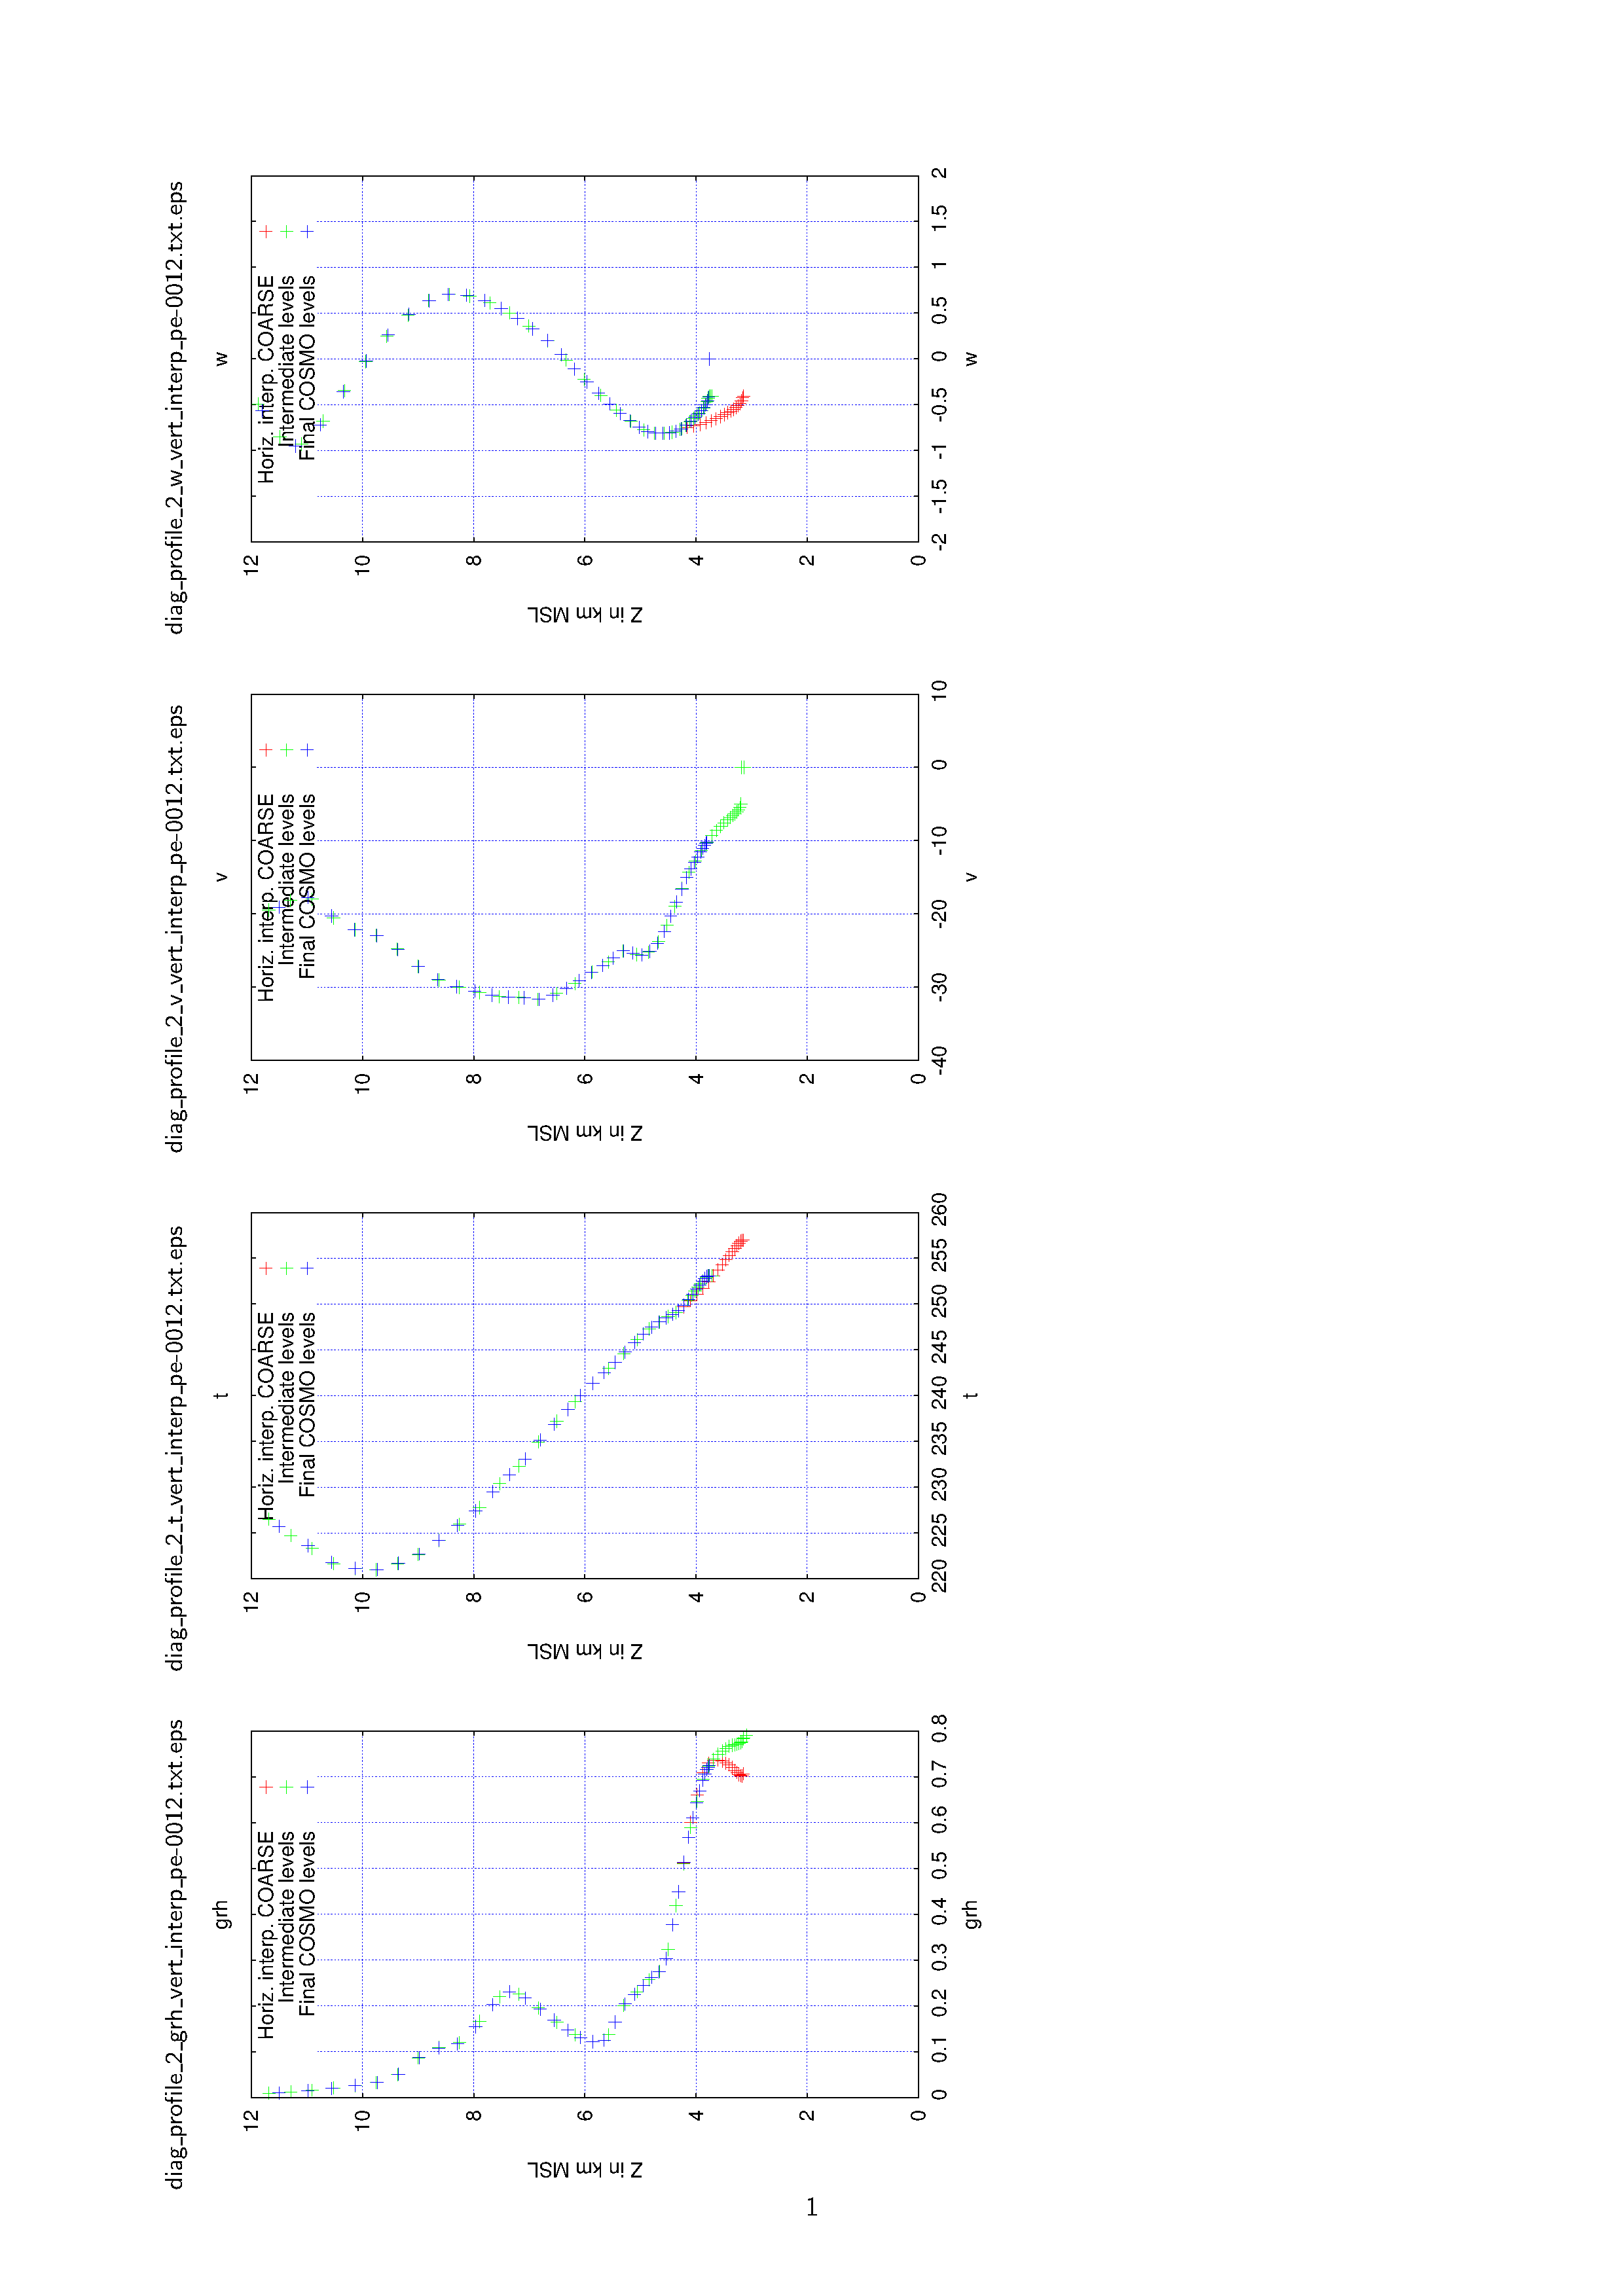 diag_profile_2_grh_vert_interp_pe-0012.txt.eps
grh
Horiz. interp. COARSE
Intermediate levels
Final COSMO levels
12
10
8
6
4
2
0
Z in km MSL
0 0.1 0.2 0.3 0.4 0.5 0.6 0.7 0.8
grh
diag_profile_2_t_vert_interp_pe-0012.txt.eps
t
Horiz. interp. COARSE
Intermediate levels
Final COSMO levels
12
10
8
6
4
2
0
Z in km MSL
220 225 230 235 240 245 250 255 260
t
diag_profile_2_v_vert_interp_pe-0012.txt.eps
v
Horiz. interp. COARSE
Intermediate levels
Final COSMO levels
12
10
8
6
4
2
0
Z in km MSL
-40 -30 -20 -10 0 10
v
diag_profile_2_w_vert_interp_pe-0012.txt.eps
w
Horiz. interp. COARSE
Intermediate levels
Final COSMO levels
12
10
8
6
4
2
0
Z in km MSL
-2 -1.5 -1 -0.5 0 0.5 1 1.5 2
w
1